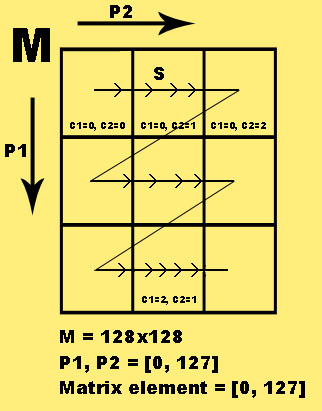 P2
M
S
C1=0, C2=0 C1=0, C2=1 C1=0, C2=2
P1
C1=2, C2=1
M = 128x128
P1, P2 = [0, 127]
Matrix element = [0, 127]